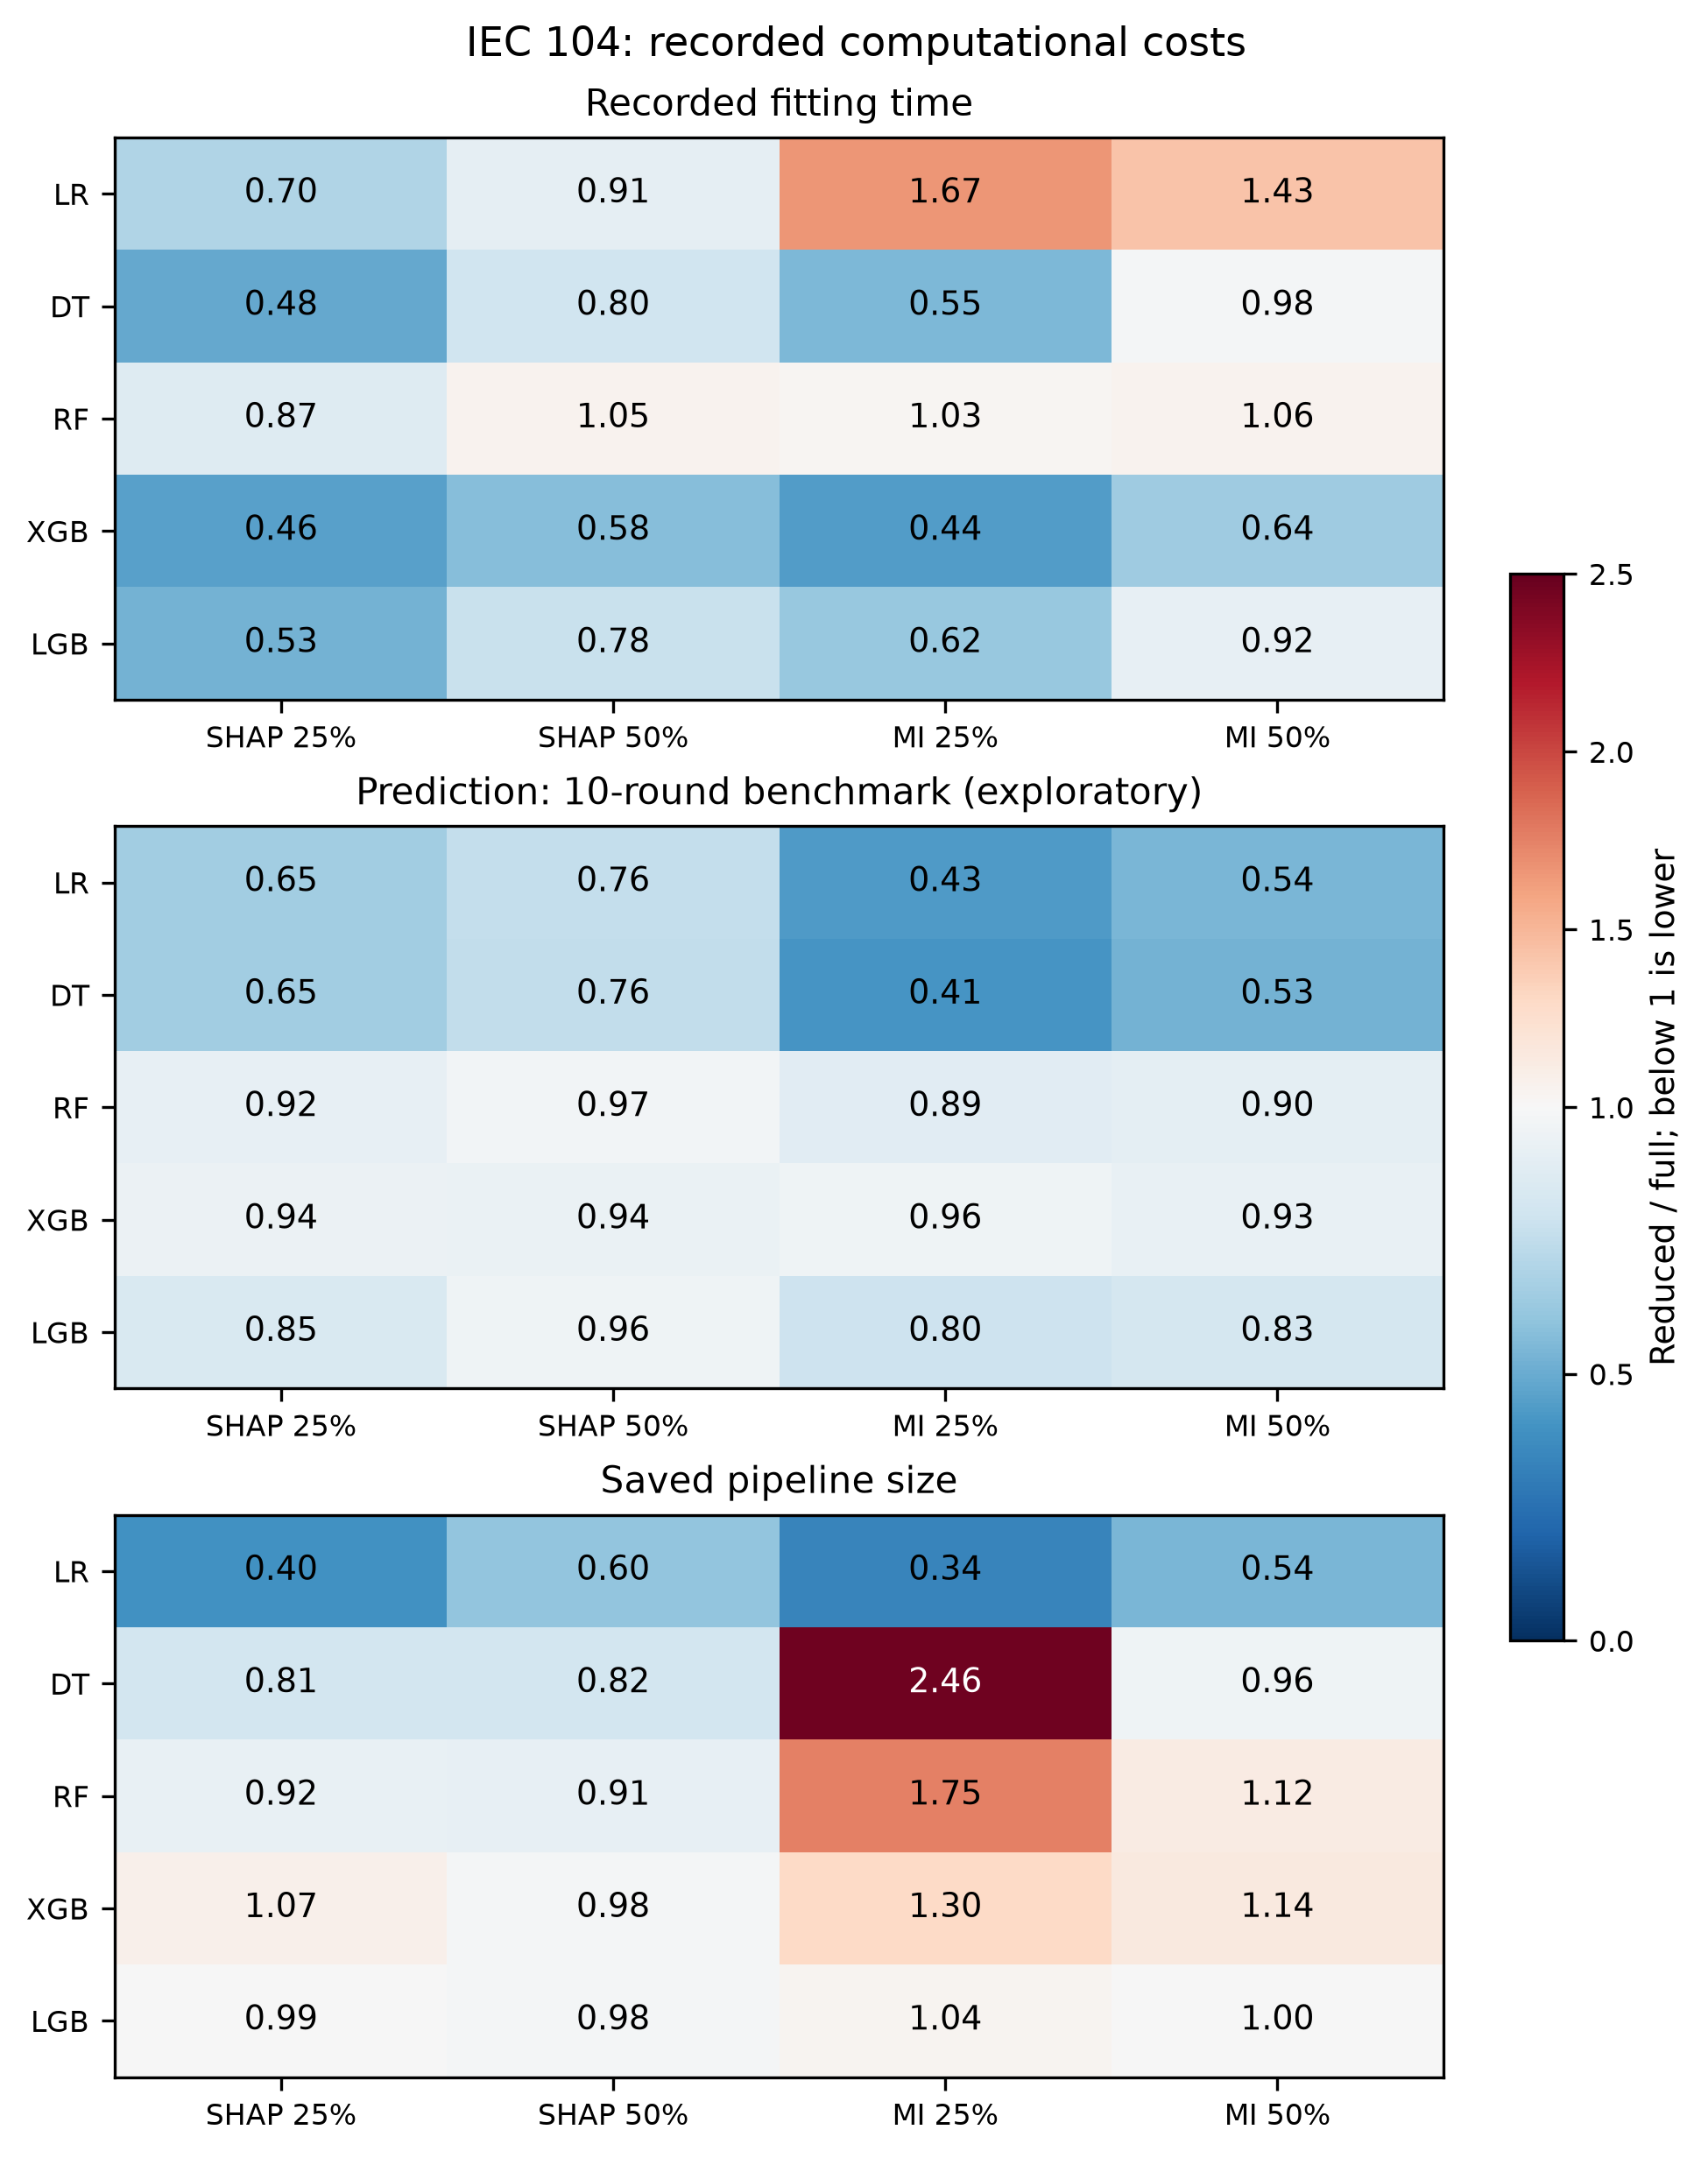 IEC 104: recorded computational costs
Recorded fitting time
LR 0.70 0.91 1.67 1.43
DT 0.48 0.80 0.55 0.98
RF 0.87 1.05 1.03 1.06
XGB 0.46 0.58 0.44 0.64
LGB 0.53 0.78 0.62 0.92
SHAP 25% SHAP 50% MI 25% MI 50%
Prediction: 10-round benchmark (exploratory)
LR 0.65 0.76 0.43 0.54
DT 0.65 0.76 0.41 0.53
RF 0.92 0.97 0.89 0.90
XGB 0.94 0.94 0.96 0.93
LGB 0.85 0.96 0.80 0.83
SHAP 25% SHAP 50% MI 25% MI 50%
Saved pipeline size
LR 0.40 0.60 0.34 0.54
DT 0.81 0.82 2.46 0.96
RF 0.92 0.91 1.75 1.12
XGB 1.07 0.98 1.30 1.14
LGB 0.99 0.98 1.04 1.00
SHAP 25% SHAP 50% MI 25% MI 50%
2.5
2.0
1.5
1.0
0.5
0.0
Reduced / full; below 1 is lower